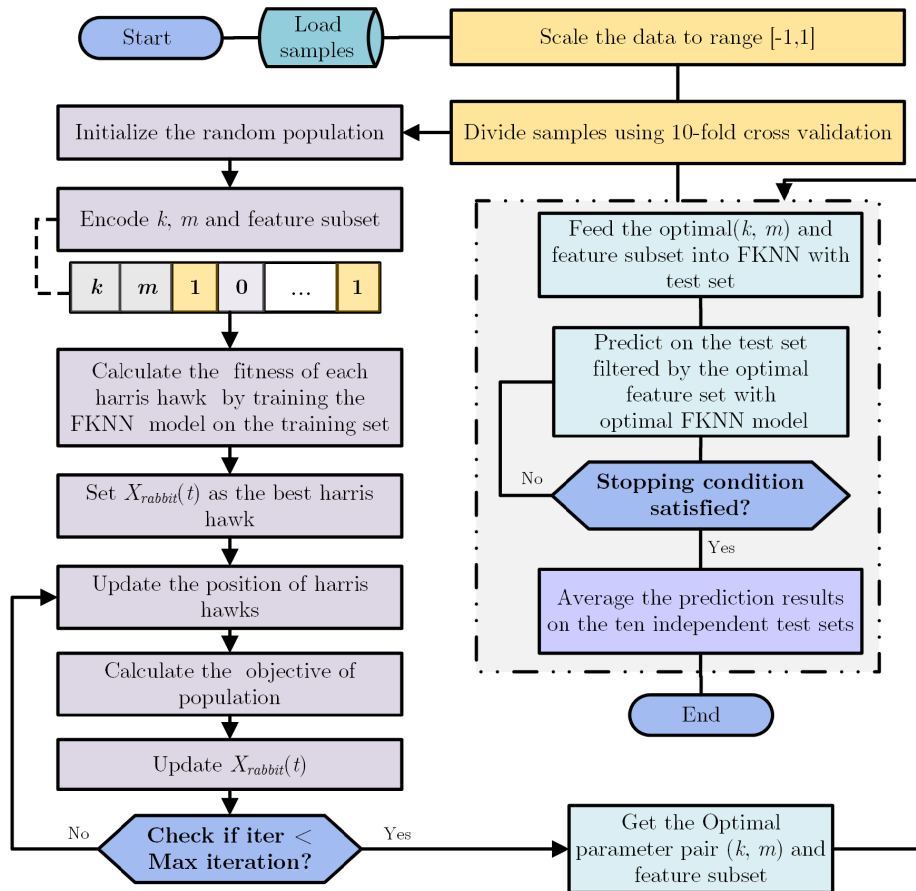 Start
Load
samples
Scale the data to range [-1,1]
Initialize the random population
Divide samples using 10-fold cross validation
Encode k, m and feature subset
k m 1 0 ... 1
Calculate the fitness of each
harris hawk by training the
FKNN model on the training set
Set X_rabbit(t) as the best harris
hawk
Update the position of harris
hawks
Calculate the objective of
population
Update X_rabbit(t)
No
Check if iter <
Max iteration?
Yes
Get the Optimal
parameter pair (k, m) and
feature subset
Feed the optimal(k, m) and
feature subset into FKNN with
test set
Predict on the test set
filtered by the optimal
feature set with
optimal FKNN model
No
Stopping condition
satisfied?
Yes
Average the prediction results
on the ten independent test sets
End